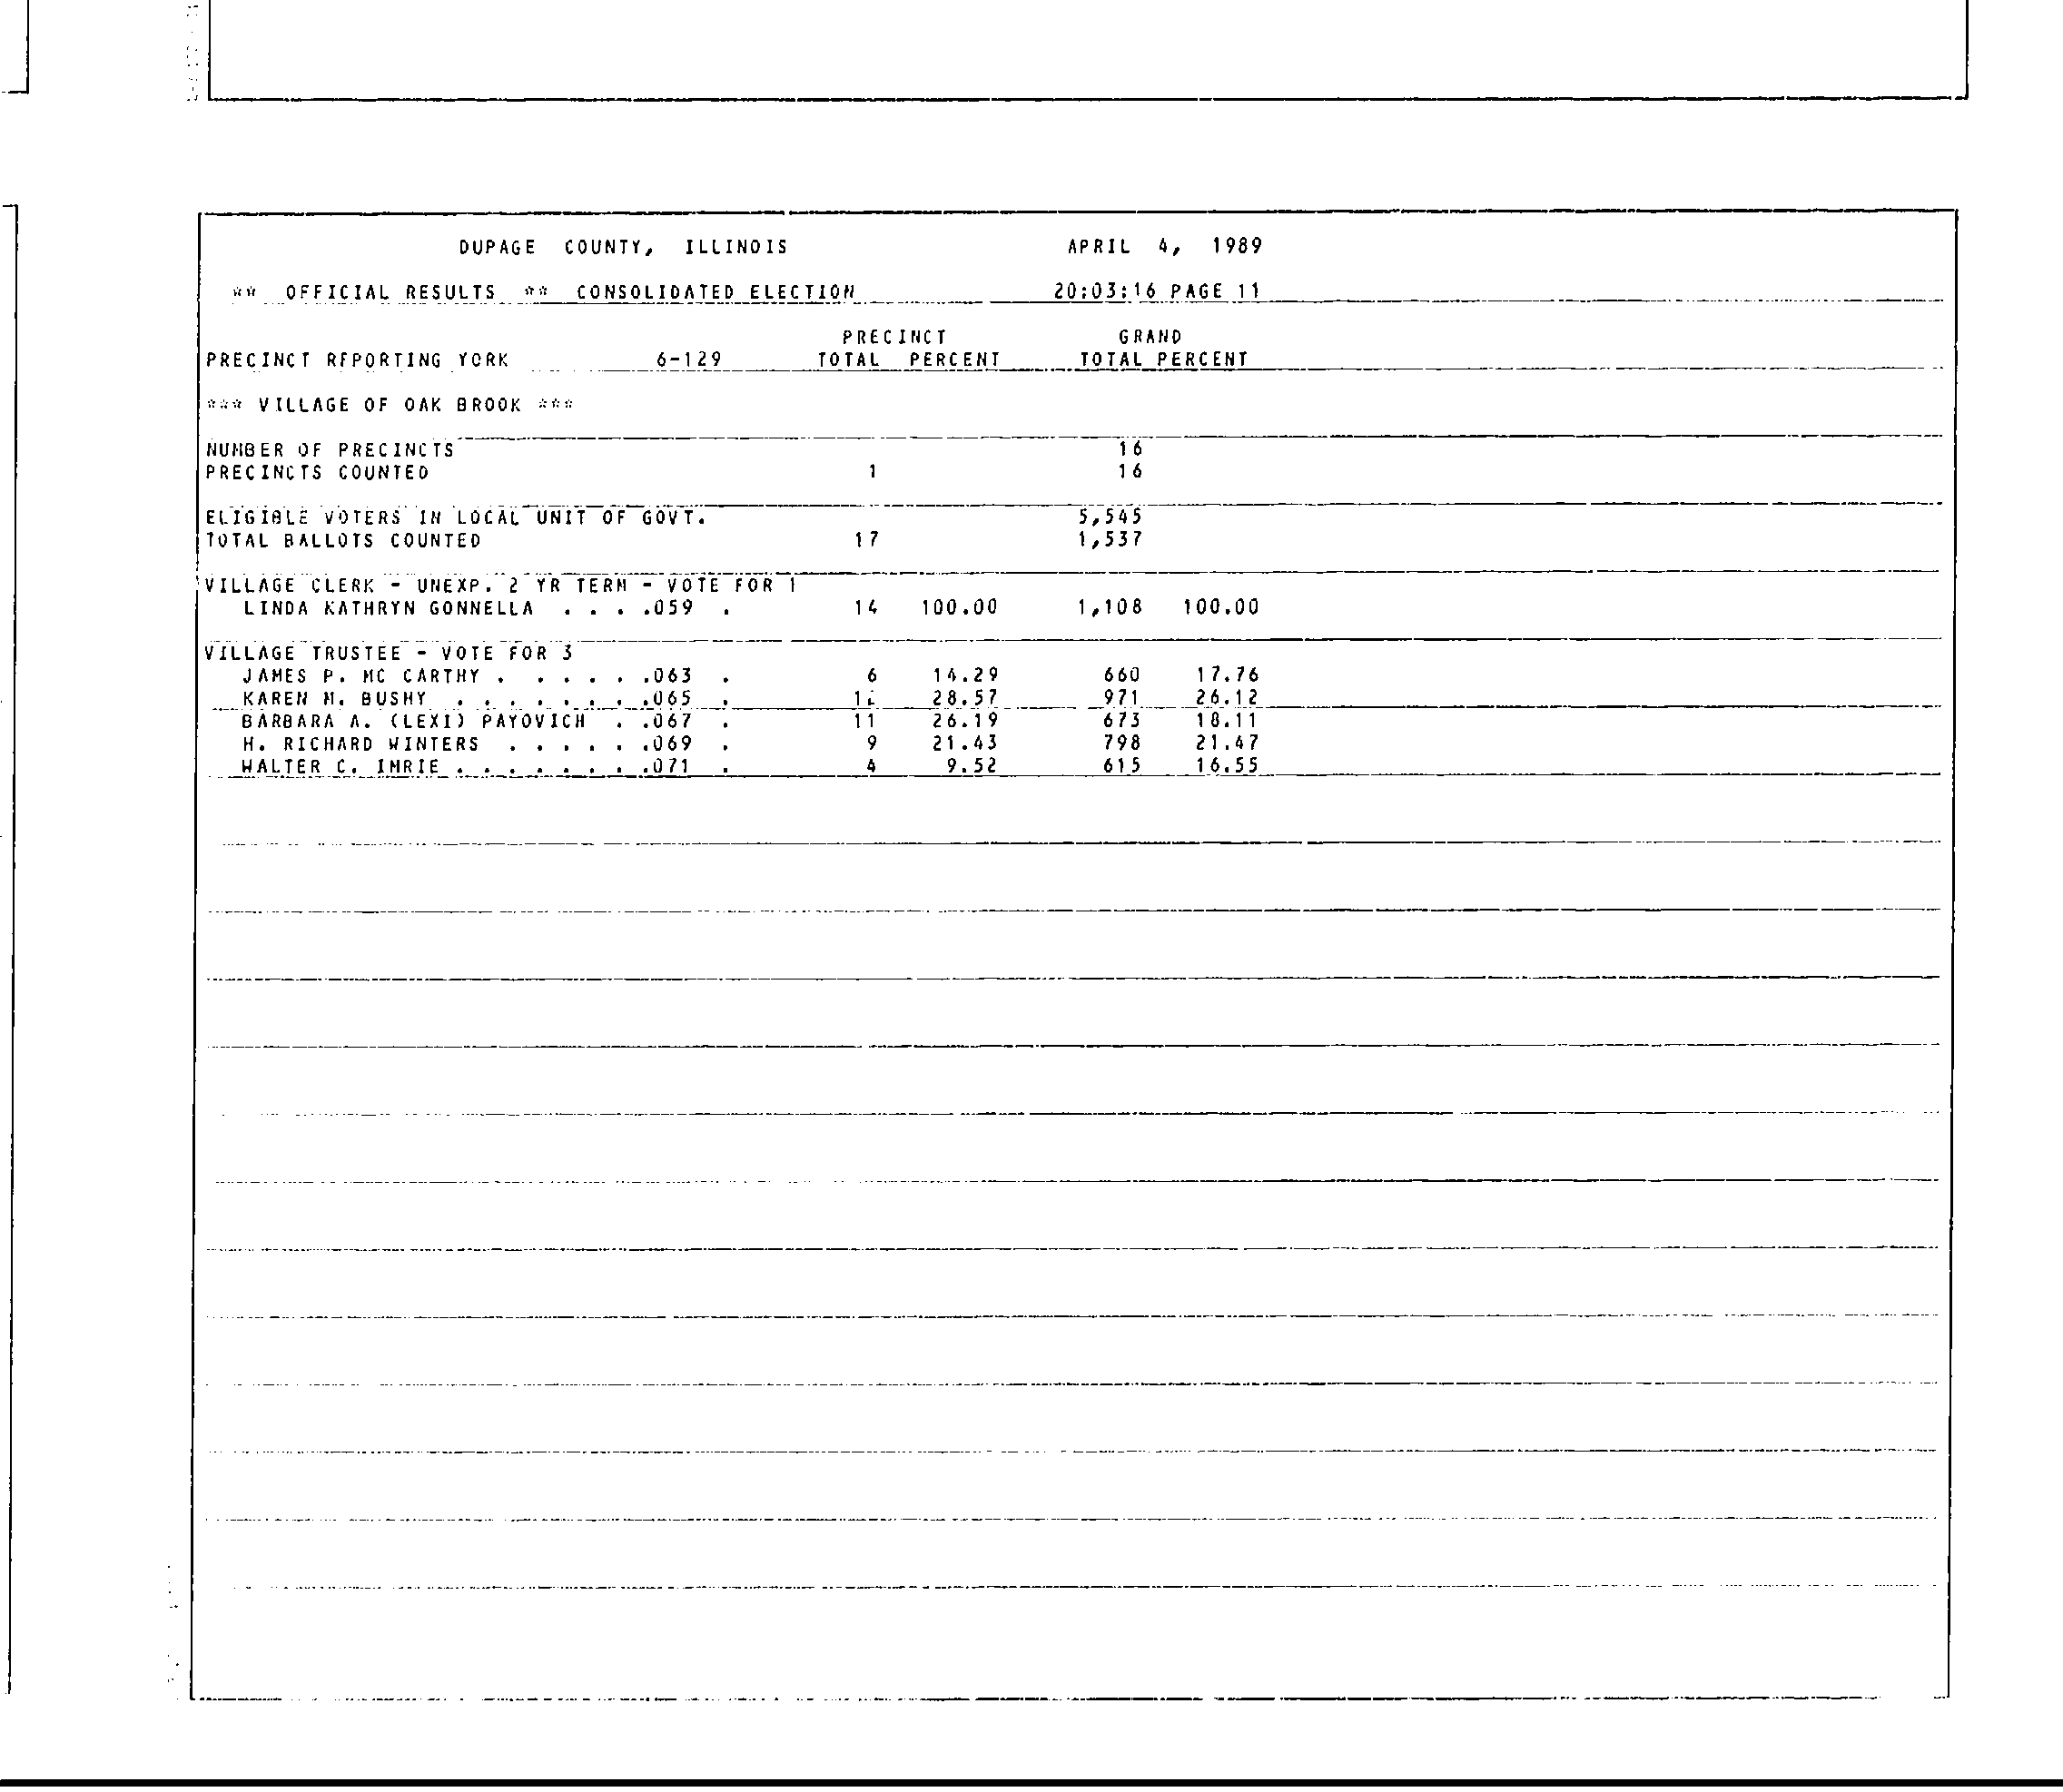 DUPAGE COUNTY, ILLINOIS APRIL 4, 1989
** OFFICIAL RESULTS ** CONSOLIDATED ELECTION 20:03:16 PAGE 11
PRECINCT GRAND
PRECINCT REPORTING YORK 6-129 TOTAL PERCENT TOTAL PERCENT
*** VILLAGE OF OAK BROOK ***
NUMBER OF PRECINCTS 16
PRECINCTS COUNTED 1 16
ELIGIBLE VOTERS IN LOCAL UNIT OF GOVT. 5,545
TOTAL BALLOTS COUNTED 17 1,537
VILLAGE CLERK - UNEXP. 2 YR TERM - VOTE FOR 1
LINDA KATHRYN GONNELLA . . . .059 . 14 100.00 1,108 100.00
VILLAGE TRUSTEE - VOTE FOR 3
JAMES P. MC CARTHY . . . . . .063 . 6 14.29 660 17.76
KAREN M. BUSHY . . . . . . . .065 . 12 28.57 971 26.12
BARBARA A. (LEXI) PAYOVICH . .067 . 11 26.19 673 18.11
H. RICHARD WINTERS . . . . . .069 . 9 21.43 798 21.47
WALTER C. IMRIE . . . . . . . .071 . 4 9.52 615 16.55